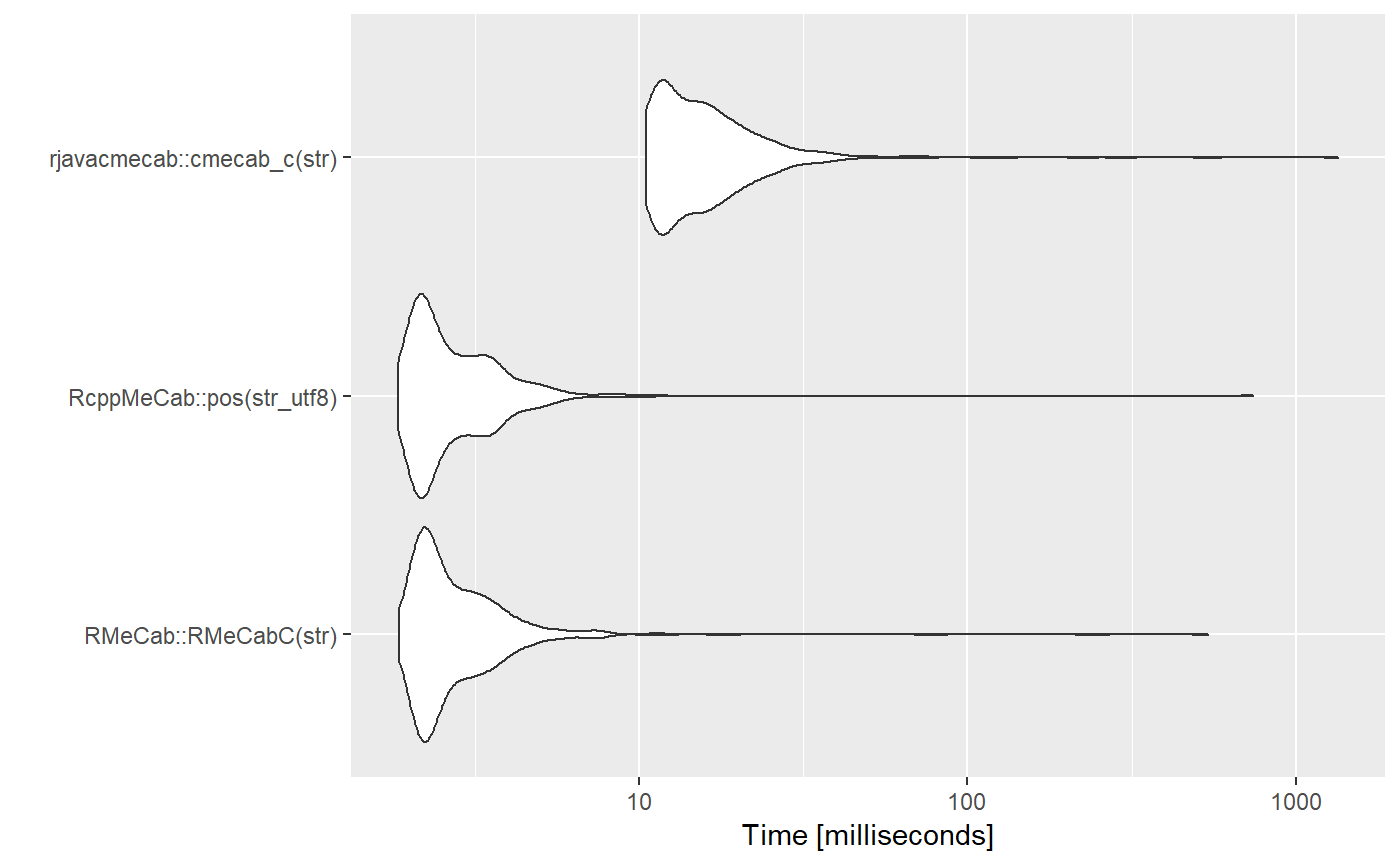 rjavacmecab::cmecab_c(str)
RcppMeCab::pos(str_utf8)
RMeCab::RMeCabC(str)
10 100 1000
Time [milliseconds]